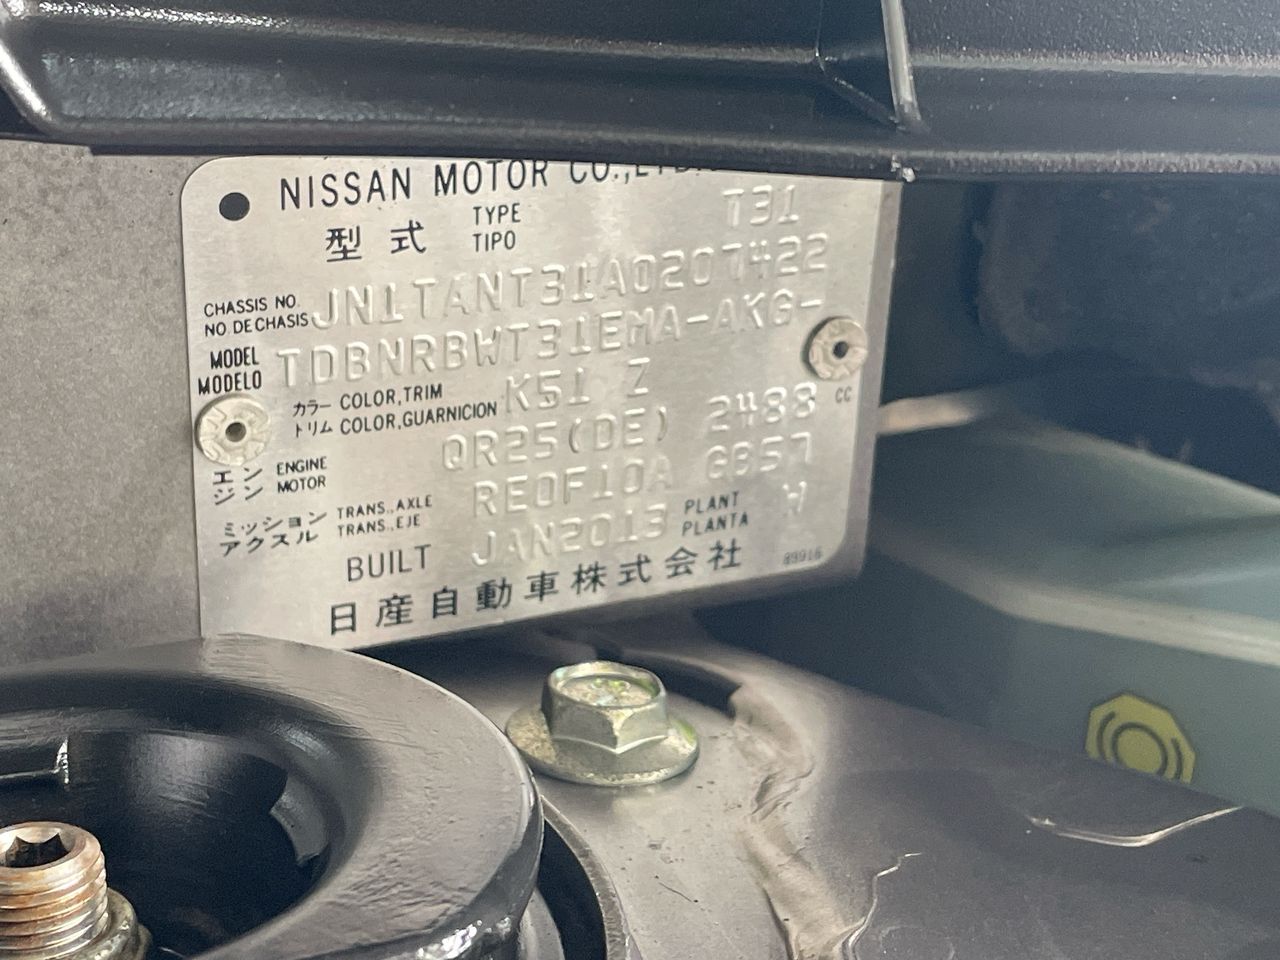 NISSAN MOTOR CO.,LTD.
型式 TYPE TIPO T31
CHASSIS NO. NO. DE CHASIS JN1TANT31A0207422
MODEL MODELO TDBNRBWT31EMA-AKG-
カラー トリム COLOR,TRIM COLOR,GUARNICION K51 Z
エンジン ENGINE MOTOR QR25(DE) 2488 CC
ミッション アクスル TRANS.,AXLE TRANS.,EJE RE0F10A GB57
BUILT JAN2013 PLANT PLANTA W
日産自動車株式会社 89916